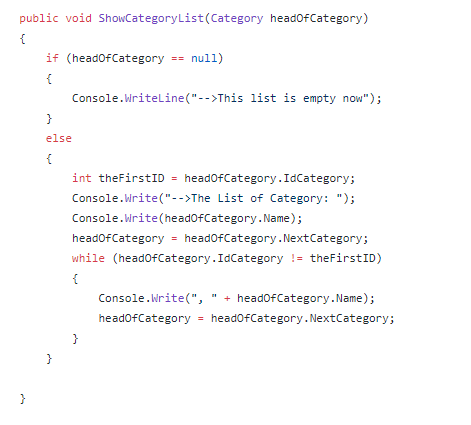 public void ShowCategoryList(Category headOfCategory)
{
    if (headOfCategory == null)
    {
        Console.WriteLine("-->This list is empty now");
    }
    else
    {
        int theFirstID = headOfCategory.IdCategory;
        Console.Write("-->The List of Category: ");
        Console.Write(headOfCategory.Name);
        headOfCategory = headOfCategory.NextCategory;
        while (headOfCategory.IdCategory != theFirstID)
        {
            Console.Write(", " + headOfCategory.Name);
            headOfCategory = headOfCategory.NextCategory;
        }
    }

}